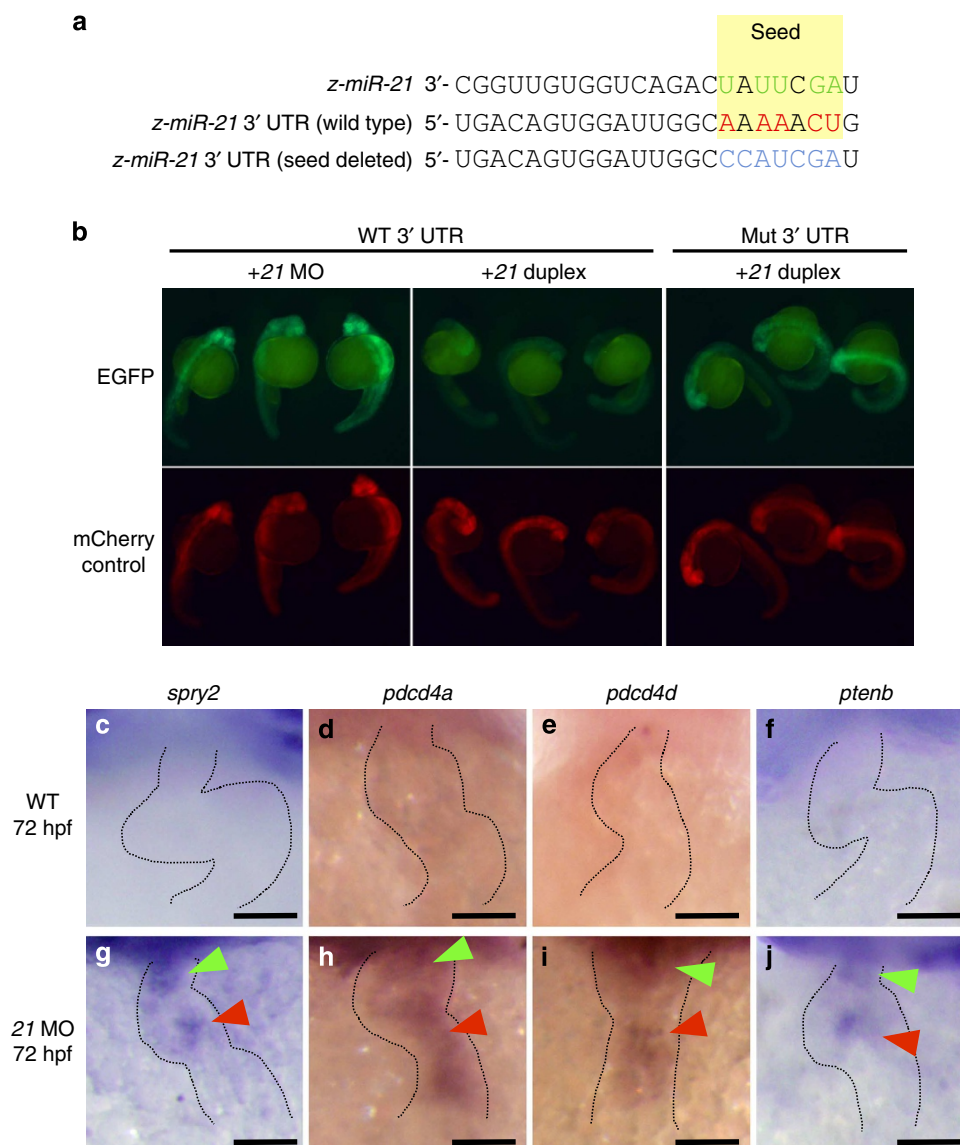 a
Seed
z-miR-21 3′- CGGUUGUGGUCAGACUAUUCGAU
z-miR-21 3′ UTR (wild type) 5′- UGACAGUGGAUUGGCAAAAACUG
z-miR-21 3′ UTR (seed deleted) 5′- UGACAGUGGAUUGGCCCAUCGAU
b
WT 3′ UTR Mut 3′ UTR
+21 MO +21 duplex +21 duplex
EGFP
mCherry
control
spry2 pdcd4a pdcd4d ptenb
c d e f
WT
72 hpf
g h i j
21 MO
72 hpf